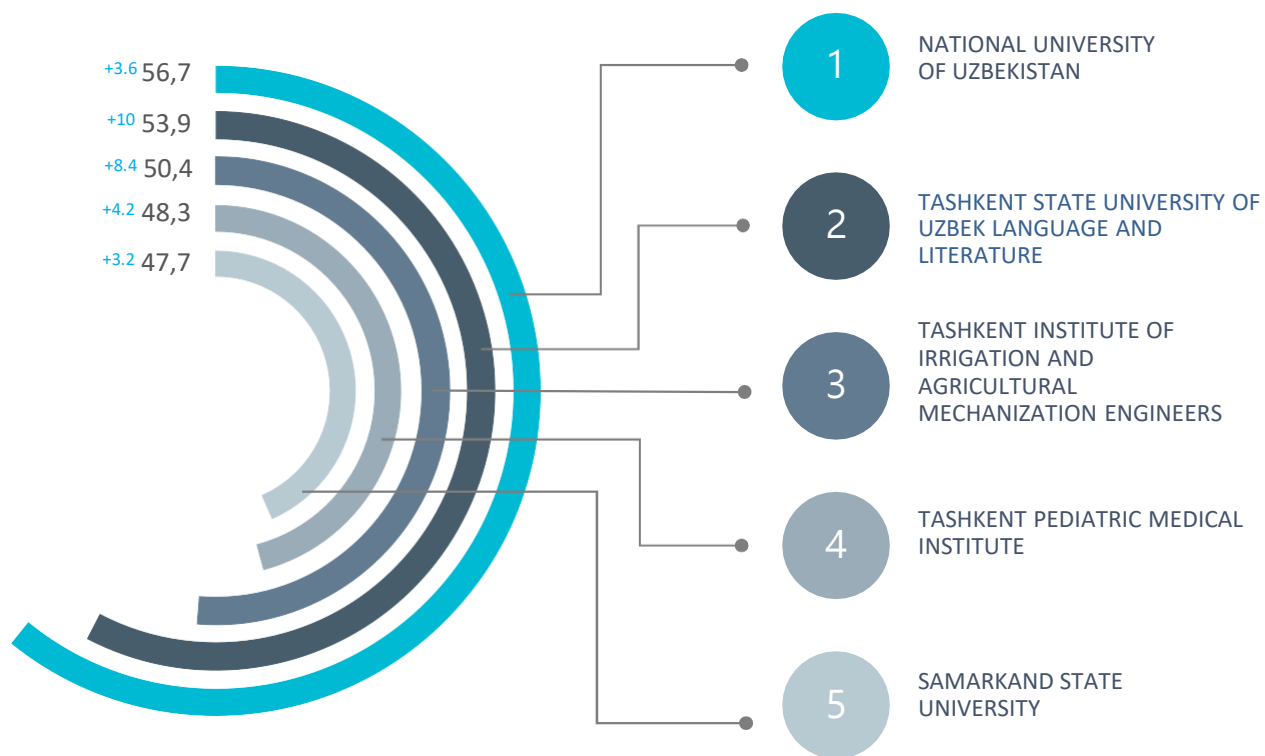 +3.6 56,7
+10 53,9
+8.4 50,4
+4.2 48,3
+3.2 47,7
1
NATIONAL UNIVERSITY
OF UZBEKISTAN
2
TASHKENT STATE UNIVERSITY OF
UZBEK LANGUAGE AND
LITERATURE
3
TASHKENT INSTITUTE OF
IRRIGATION AND
AGRICULTURAL
MECHANIZATION ENGINEERS
4
TASHKENT PEDIATRIC MEDICAL
INSTITUTE
5
SAMARKAND STATE
UNIVERSITY